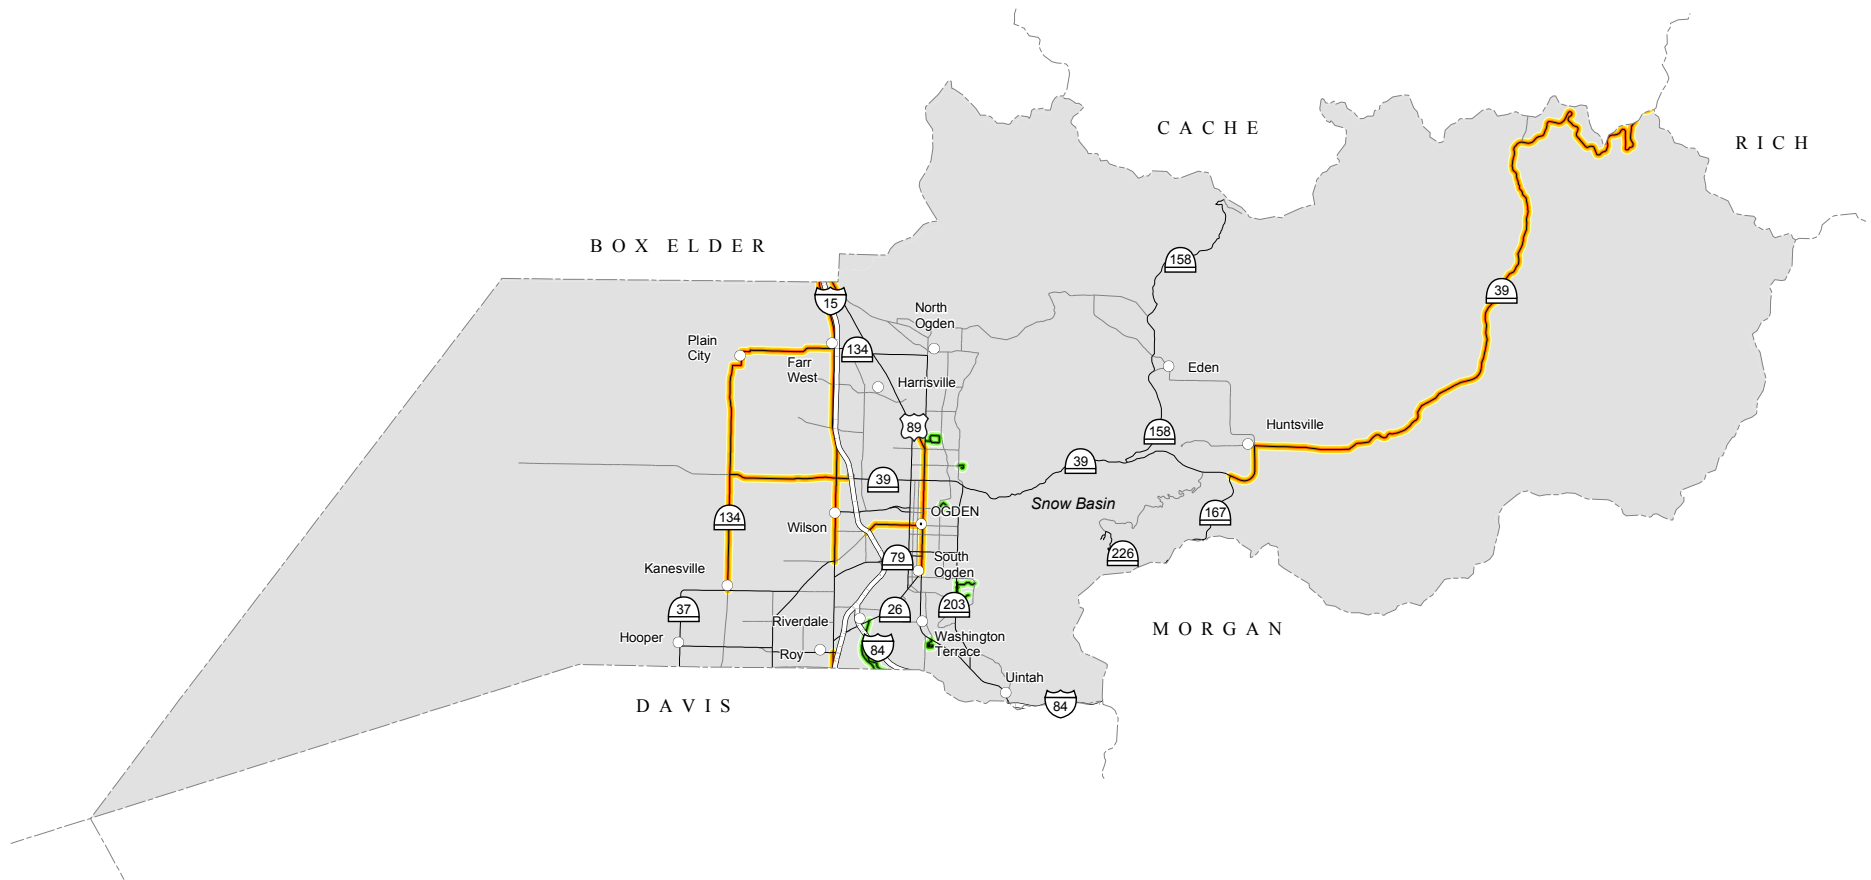 CACHE
RICH
BOX ELDER
158
39
15
North
Ogden
Plain
City
134
Farr
West
Eden
Harrisville
89
Huntsville
158
39
39
Snow Basin
OGDEN
134
167
Wilson
226
79
South
Ogden
Kanesville
37
26
203
Riverdale
MORGAN
Hooper
Washington
Terrace
84
Roy
Uintah
84
DAVIS